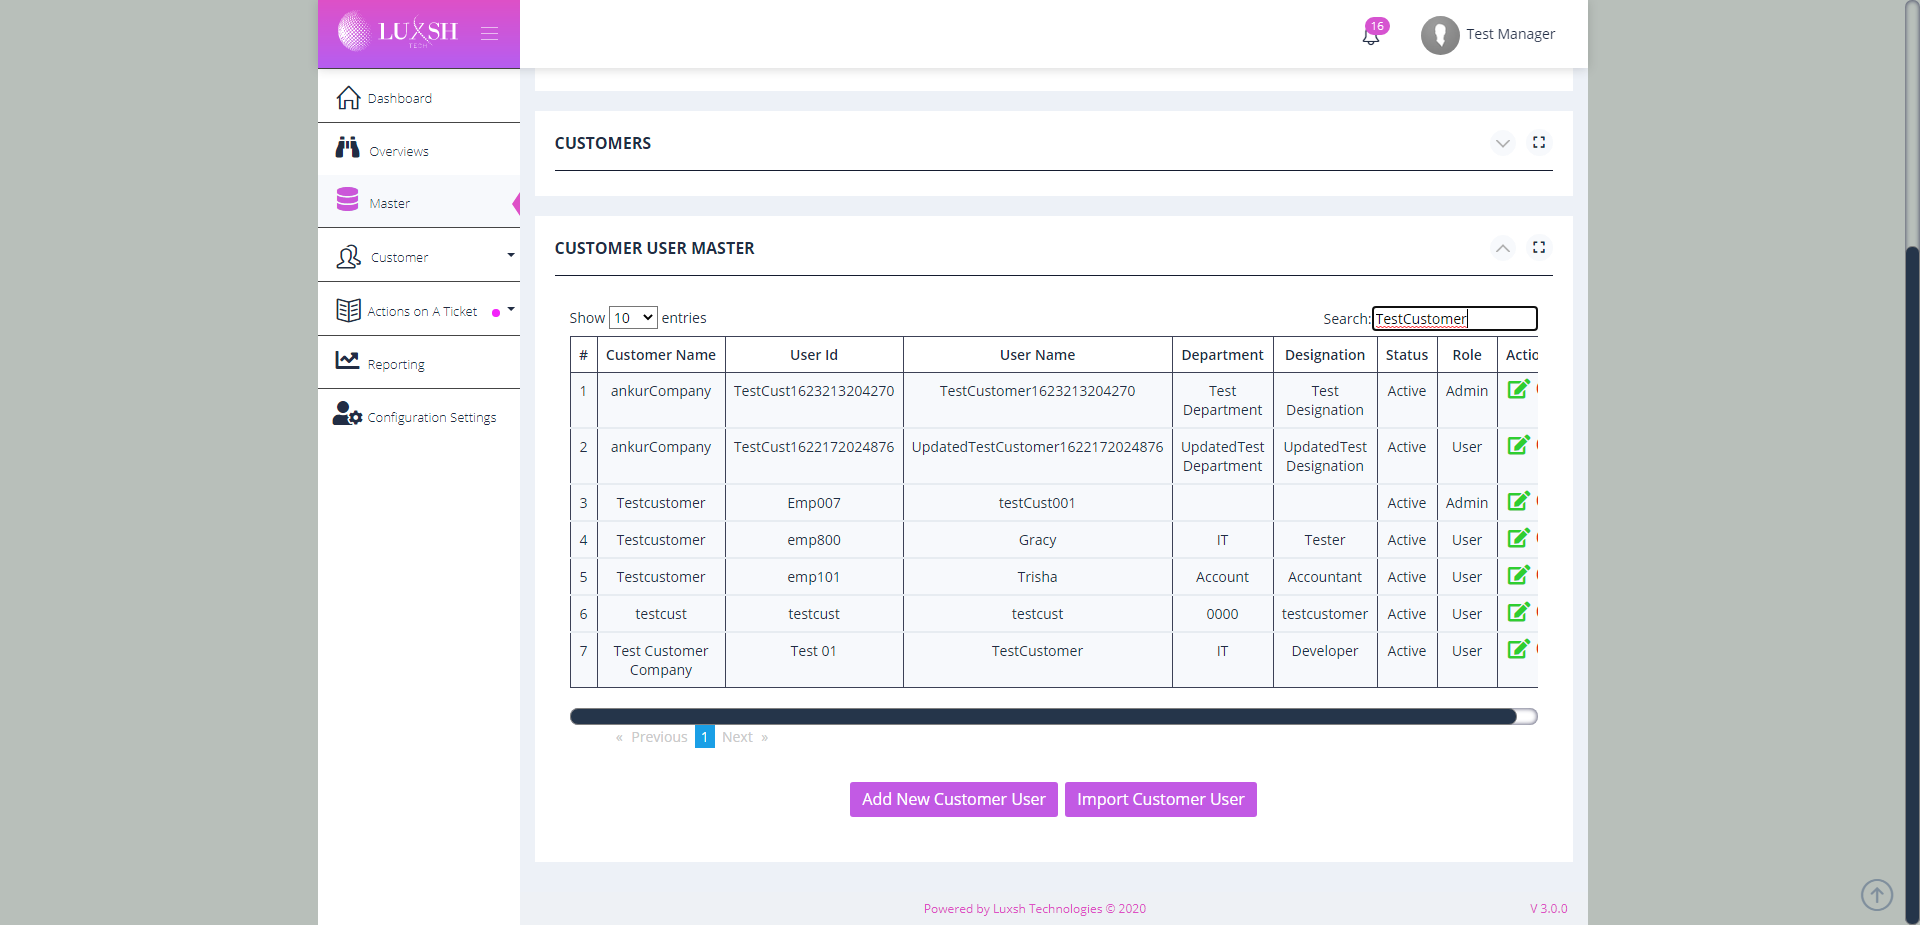 LUXSH
TECH
16
Test Manager
Dashboard
Overviews
Master
Customer
Actions on A Ticket
Reporting
Configuration Settings
CUSTOMERS
CUSTOMER USER MASTER
Show 10 entries
Search: TestCustomer
# Customer Name User Id User Name Department Designation Status Role Actio
1 ankurCompany TestCust1623213204270 TestCustomer1623213204270 Test Test Active Admin
Department Designation
2 ankurCompany TestCust1622172024876 UpdatedTestCustomer1622172024876 UpdatedTest UpdatedTest Active User
Department Designation
3 Testcustomer Emp007 testCust001 Active Admin
4 Testcustomer emp800 Gracy IT Tester Active User
5 Testcustomer emp101 Trisha Account Accountant Active User
6 testcust testcust testcust 0000 testcustomer Active User
7 Test Customer Test 01 TestCustomer IT Developer Active User
Company
« Previous 1 Next »
Add New Customer User Import Customer User
Powered by Luxsh Technologies © 2020
V 3.0.0